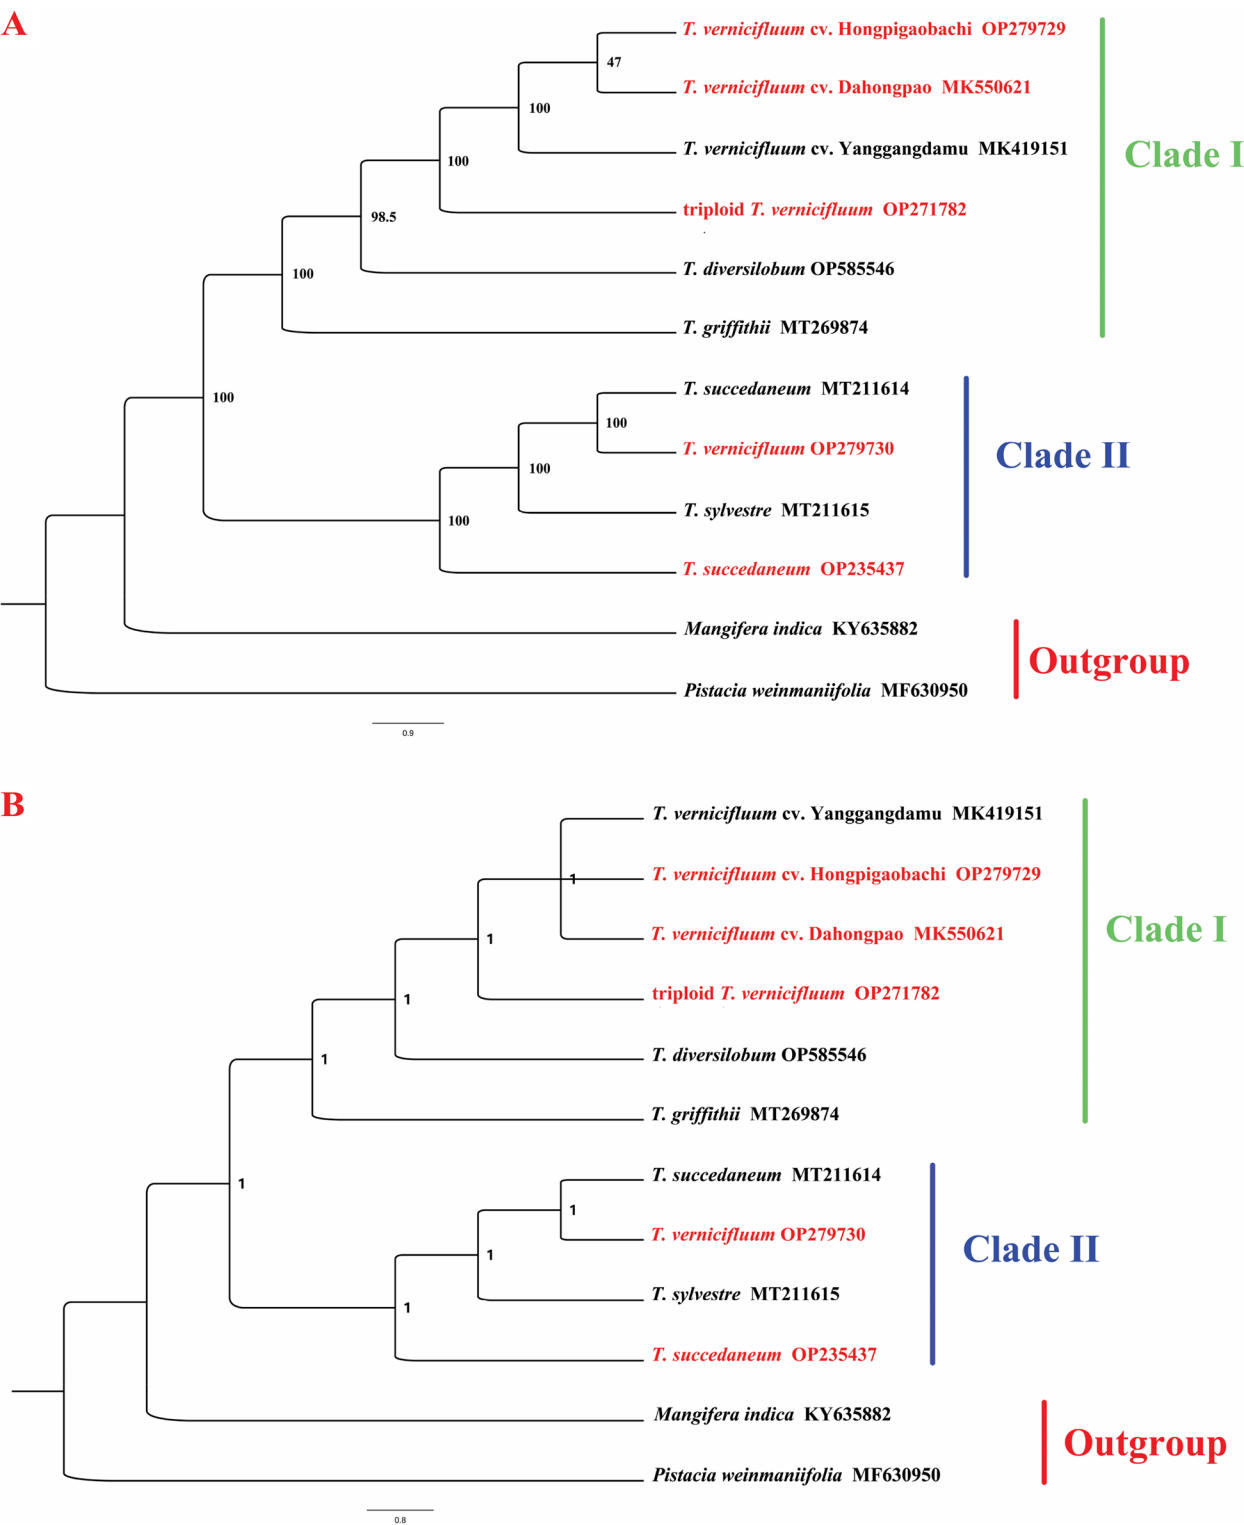 A
T. vernicifluum cv. Hongpigaobachi OP279729
47
T. vernicifluum cv. Dahongpao MK550621
100
T. vernicifluum cv. Yanggangdamu MK419151
Clade I
100
triploid T. vernicifluum OP271782
98.5
T. diversilobum OP585546
100
T. griffithii MT269874
100
T. succedaneum MT211614
100
T. vernicifluum OP279730
Clade II
100
T. sylvestre MT211615
100
T. succedaneum OP235437
Mangifera indica KY635882
Outgroup
Pistacia weinmaniifolia MF630950
0.9
B
T. vernicifluum cv. Yanggangdamu MK419151
1
T. vernicifluum cv. Hongpigaobachi OP279729
Clade I
1
T. vernicifluum cv. Dahongpao MK550621
1
triploid T. vernicifluum OP271782
1
T. diversilobum OP585546
T. griffithii MT269874
1
T. succedaneum MT211614
1
T. vernicifluum OP279730
Clade II
1
T. sylvestre MT211615
1
T. succedaneum OP235437
Mangifera indica KY635882
Outgroup
Pistacia weinmaniifolia MF630950
0.8